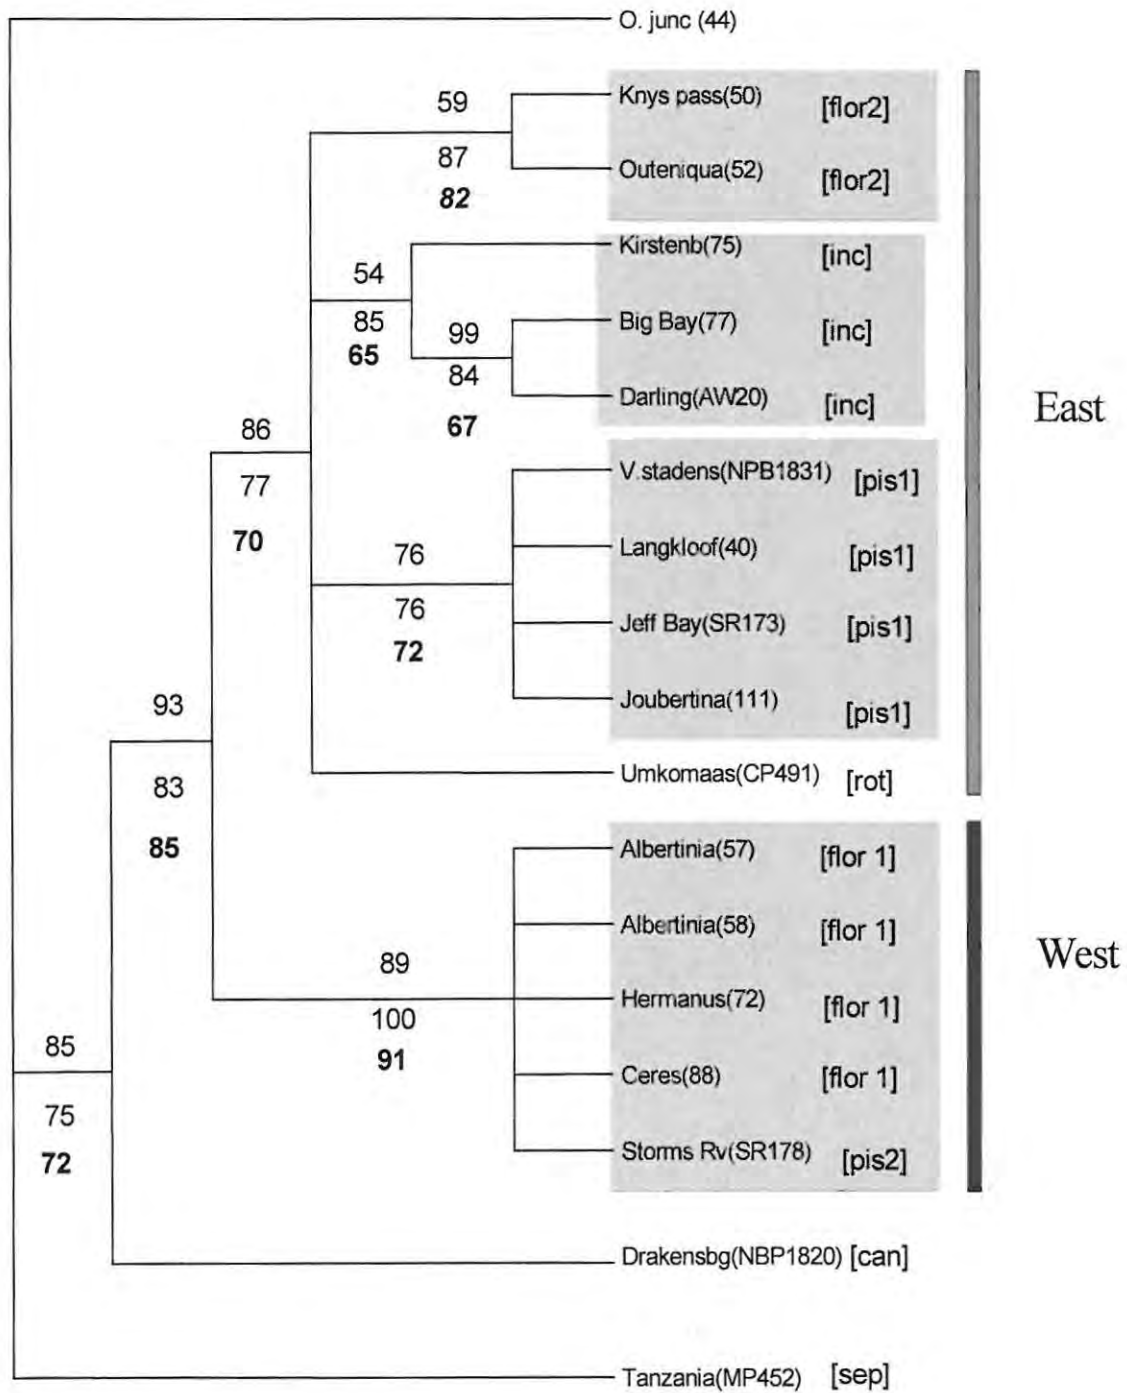 O. junc (44)
59
Knys pass(50) [flor2]
87
Outeniqua(52) [flor2]
82
Kirstenb(75) [inc]
54
85
99
Big Bay(77) [inc]
65
84
Darling(AW20) [inc]
East
67
86
V.stadens(NPB1831) [pis1]
77
70
76
Langkloof(40) [pis1]
76
Jeff Bay(SR173) [pis1]
72
93
Joubertina(111) [pis1]
83
Umkomaas(CP491) [rot]
85
Albertinia(57) [flor 1]
Albertinia(58) [flor 1]
West
89
Hermanus(72) [flor 1]
100
91
85
Ceres(88) [flor 1]
75
72
Storms Rv(SR178) [pis2]
Drakensbg(NBP1820) [can]
Tanzania(MP452) [sep]